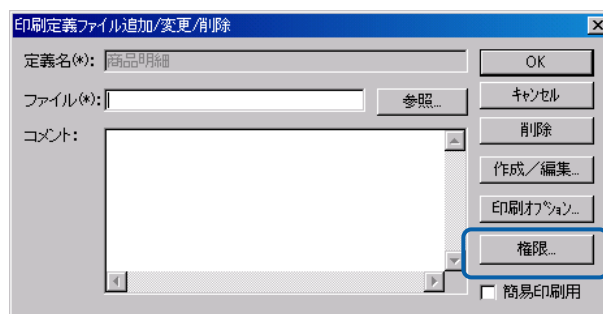 印刷定義ファイル追加/変更/削除
定義名(*): 商品明細
OK
ファイル(*):
参照...
キャンセル
コメント:
削除
作成／編集...
印刷オプション...
権限...
簡易印刷用